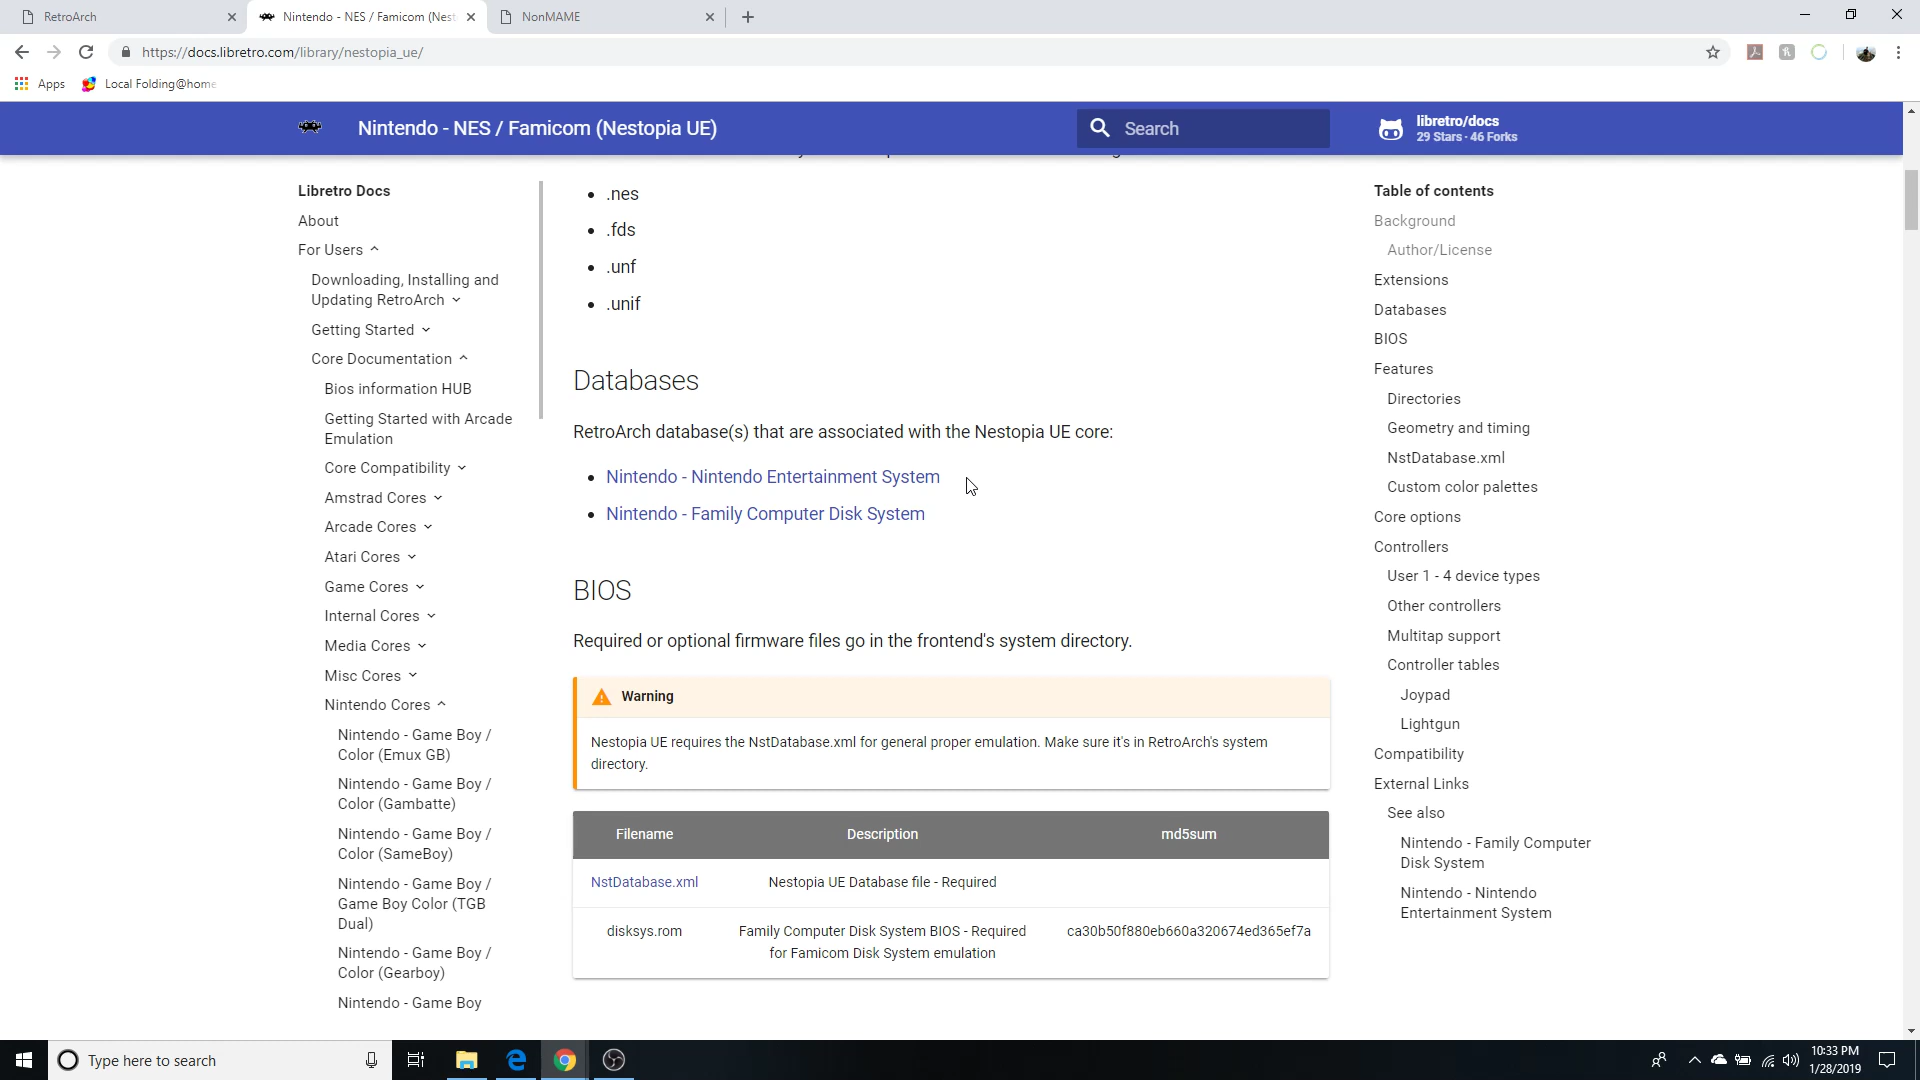 RetroArch
Nintendo - NES / Famicom (Nest
NonMAME
https://docs.libretro.com/library/nestopia_ue/
Apps
Local Folding@home
Nintendo - NES / Famicom (Nestopia UE)
Search
libretro/docs
29 Stars · 46 Forks
Libretro Docs
About
For Users
Downloading, Installing and
Updating RetroArch
Getting Started
Core Documentation
Bios information HUB
Getting Started with Arcade
Emulation
Core Compatibility
Amstrad Cores
Arcade Cores
Atari Cores
Game Cores
Internal Cores
Media Cores
Misc Cores
Nintendo Cores
Nintendo - Game Boy /
Color (Emux GB)
Nintendo - Game Boy /
Color (Gambatte)
Nintendo - Game Boy /
Color (SameBoy)
Nintendo - Game Boy /
Game Boy Color (TGB
Dual)
Nintendo - Game Boy /
Color (Gearboy)
Nintendo - Game Boy
.nes
.fds
.unf
.unif
Databases
RetroArch database(s) that are associated with the Nestopia UE core:
Nintendo - Nintendo Entertainment System
Nintendo - Family Computer Disk System
BIOS
Required or optional firmware files go in the frontend's system directory.
Warning
Nestopia UE requires the NstDatabase.xml for general proper emulation. Make sure it's in RetroArch's system
directory.
Filename Description md5sum
NstDatabase.xml Nestopia UE Database file - Required
disksys.rom Family Computer Disk System BIOS - Required ca30b50f880eb660a320674ed365ef7a
for Famicom Disk System emulation
Table of contents
Background
Author/License
Extensions
Databases
BIOS
Features
Directories
Geometry and timing
NstDatabase.xml
Custom color palettes
Core options
Controllers
User 1 - 4 device types
Other controllers
Multitap support
Controller tables
Joypad
Lightgun
Compatibility
External Links
See also
Nintendo - Family Computer
Disk System
Nintendo - Nintendo
Entertainment System
Type here to search
10:33 PM
1/28/2019